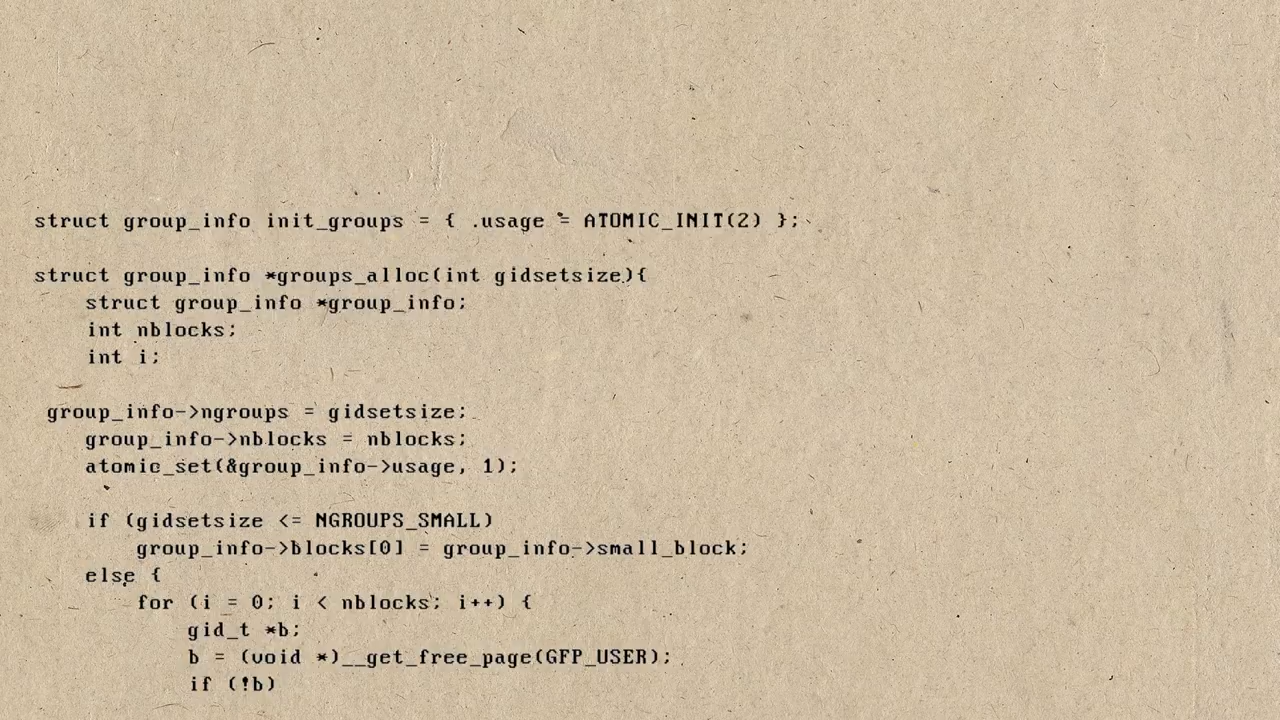 struct group_info init_groups = { .usage = ATOMIC_INIT(2) };
struct group_info *groups_alloc(int gidsetsize){
    struct group_info *group_info;
    int nblocks;
    int i;
 group_info->ngroups = gidsetsize;
    group_info->nblocks = nblocks;
    atomic_set(&group_info->usage, 1);
    if (gidsetsize <= NGROUPS_SMALL)
        group_info->blocks[0] = group_info->small_block;
    else {
        for (i = 0; i < nblocks; i++) {
            gid_t *b;
            b = (void *)__get_free_page(GFP_USER);
            if (!b)